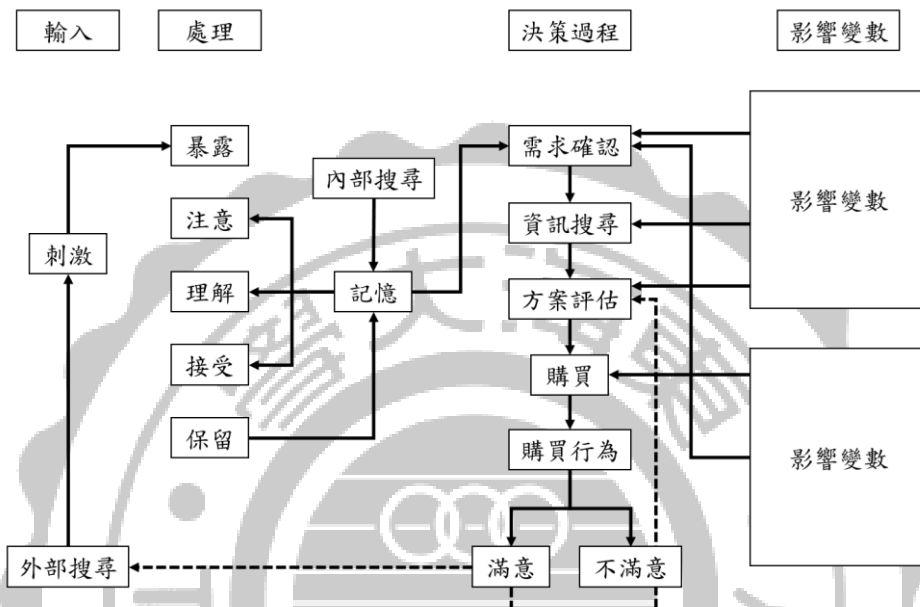 輸入
處理
決策過程
影響變數
暴露
需求確認
內部搜尋
影響變數
注意
資訊搜尋
刺激
理解
記憶
方案評估
接受
購買
保留
購買行為
影響變數
外部搜尋
滿意
不滿意